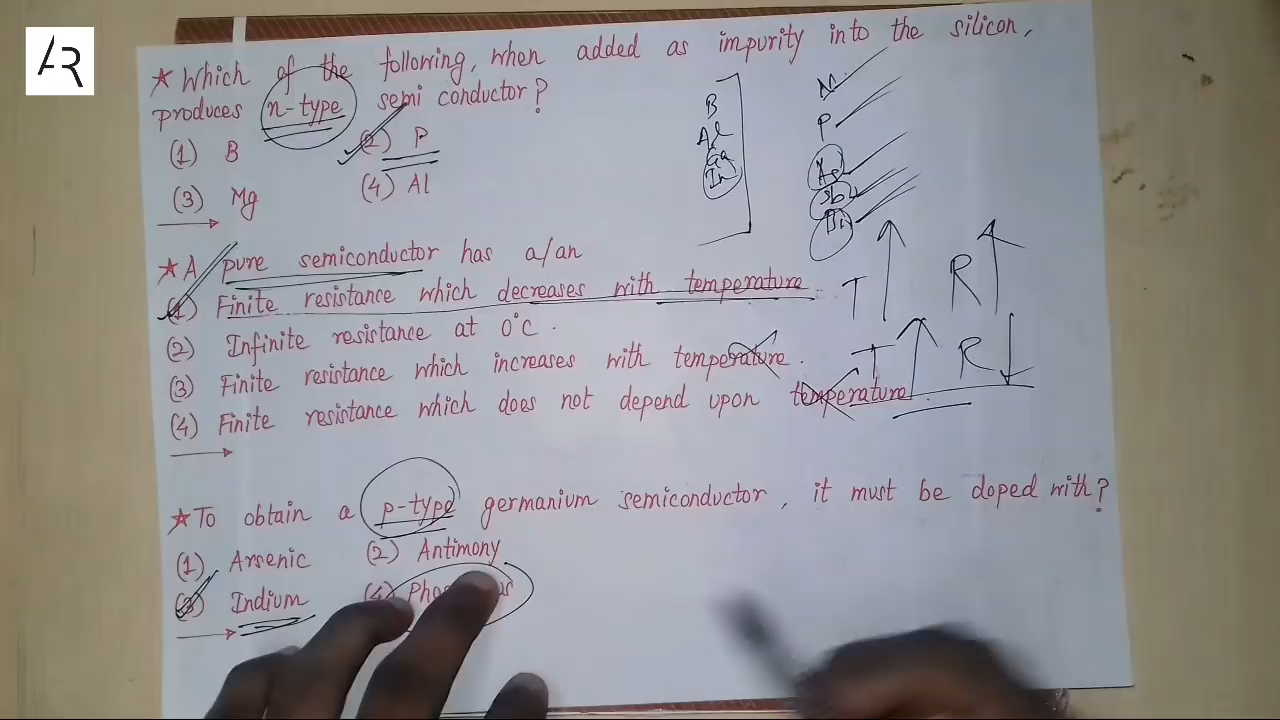 AR
★ Which of the following, when added as impurity into the silicon,
produces n-type semi conductor?
(1) B (2) P
(3) Mg (4) Al
B
Al
Ga
In
N
P
As
Sb
Bi
★ A pure semiconductor has a/an
(1) Finite resistance which decreases with temperature.
(2) Infinite resistance at 0°C.
(3) Finite resistance which increases with temperature.
(4) Finite resistance which does not depend upon temperature.
T ↑ R ↑
T ↑ R ↓
★ To obtain a p-type germanium semiconductor, it must be doped with?
(1) Arsenic (2) Antimony
(3) Indium (4)